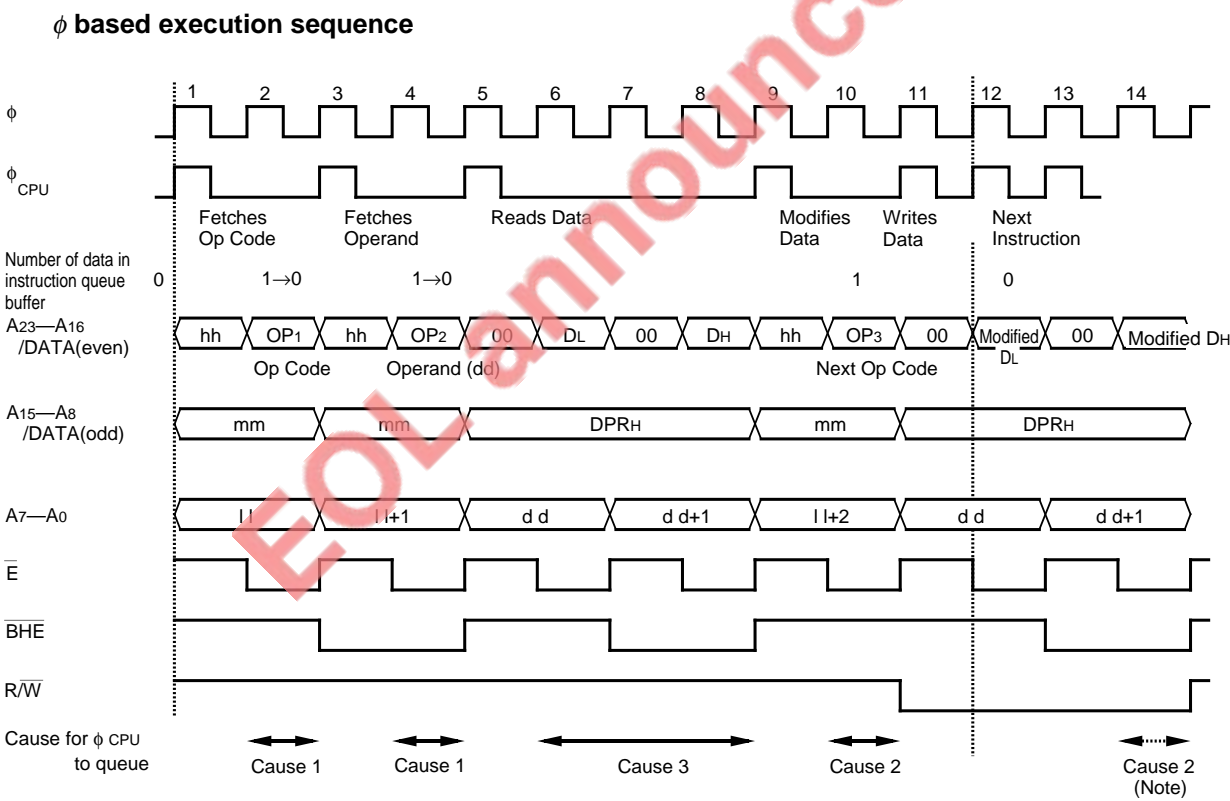 ϕ based execution sequence
1 2 3 4 5 6 7 8 9 10 11 12 13 14
ϕ
ϕCPU
Fetches Op Code
Fetches Operand
Reads Data
Modifies Data
Writes Data
Next Instruction
Number of data in instruction queue buffer
0 1→0 1→0 1 0
A23—A16 /DATA(even)
hh OP1 hh OP2 00 DL 00 DH hh OP3 00 Modified DL 00 Modified DH
Op Code Operand (dd) Next Op Code
A15—A8 /DATA(odd)
mm mm DPRH mm DPRH
A7—A0
l l l l+1 d d d d+1 l l+2 d d d d+1
E
BHE
R/W
Cause for ϕ CPU to queue
Cause 1 Cause 1 Cause 3 Cause 2 Cause 2 (Note)
EOL announc